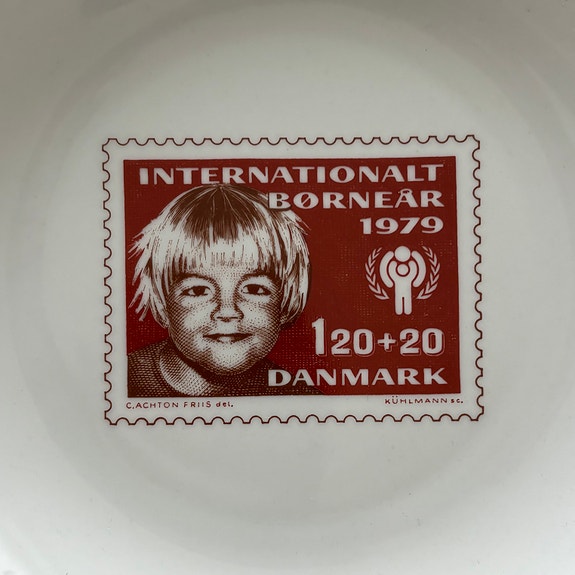 INTERNATIONALT
BØRNEÅR
1979
120+20
DANMARK
C.ACHTON FRIIS del.
KÜHLMANN sc.